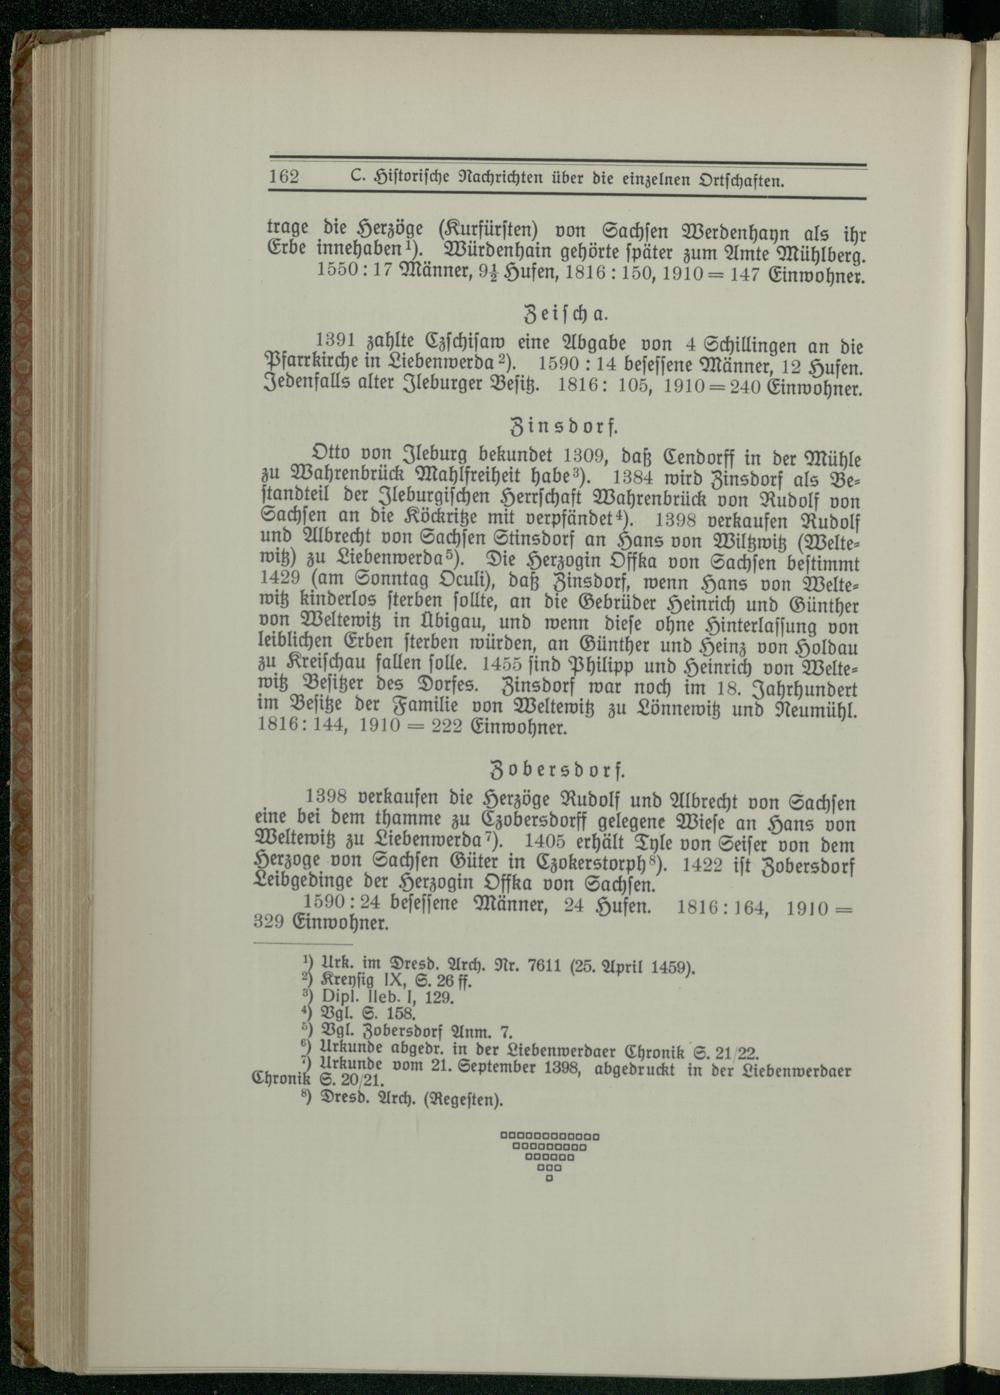 162 C. Historische Nachrichten über die einzelnen Ortschaften.
trage die Herzöge (Kurfürsten) von Sachsen Werdenhayn als ihr
Erbe innehaben¹). Würdenhain gehörte später zum Amte Mühlberg.
1550 : 17 Männer, 9½ Hufen, 1816 : 150, 1910 = 147 Einwohner.
Zeischa.
1391 zahlte Czschisaw eine Abgabe von 4 Schillingen an die
Pfarrkirche in Liebenwerda²). 1590 : 14 besessene Männer, 12 Hufen.
Jedenfalls alter Ileburger Besitz. 1816 : 105, 1910 = 240 Einwohner.
Zinsdorf.
Otto von Ileburg bekundet 1309, daß Cendorff in der Mühle
zu Wahrenbrück Mahlfreiheit habe³). 1384 wird Zinsdorf als Be-
standteil der Ileburgischen Herrschaft Wahrenbrück von Rudolf von
Sachsen an die Köckritze mit verpfändet⁴). 1398 verkaufen Rudolf
und Albrecht von Sachsen Stinsdorf an Hans von Wiltzwitz (Welte-
witz) zu Liebenwerda⁵). Die Herzogin Offka von Sachsen bestimmt
1429 (am Sonntag Oculi), daß Zinsdorf, wenn Hans von Welte-
witz kinderlos sterben sollte, an die Gebrüder Heinrich und Günther
von Weltewitz in Übigau, und wenn diese ohne Hinterlassung von
leiblichen Erben sterben würden, an Günther und Heinz von Holdau
zu Kreischau fallen solle. 1455 sind Philipp und Heinrich von Welte-
witz Besitzer des Dorfes. Zinsdorf war noch im 18. Jahrhundert
im Besitze der Familie von Weltewitz zu Lönnewitz und Neumühl.
1816 : 144, 1910 = 222 Einwohner.
Zobersdorf.
1398 verkaufen die Herzöge Rudolf und Albrecht von Sachsen
eine bei dem thamme zu Czobersdorff gelegene Wiese an Hans von
Weltewitz zu Liebenwerda⁷). 1405 erhält Tyle von Seifer von dem
Herzoge von Sachsen Güter in Czokerstorph⁸). 1422 ist Zobersdorf
Leibgedinge der Herzogin Offka von Sachsen.
1590 : 24 besessene Männer, 24 Hufen. 1816 : 164, 1910 =
329 Einwohner.
¹) Urk. im Dresd. Arch. Nr. 7611 (25. April 1459).
²) Kreysig IX, S. 26 ff.
³) Dipl. Ileb. I, 129.
⁴) Vgl. S. 158.
⁵) Vgl. Zobersdorf Anm. 7.
⁶) Urkunde abgedr. in der Liebenwerdaer Chronik S. 21/22.
⁷) Urkunde vom 21. September 1398, abgedruckt in der Liebenwerdaer
Chronik S. 20/21.
⁸) Dresd. Arch. (Regesten).